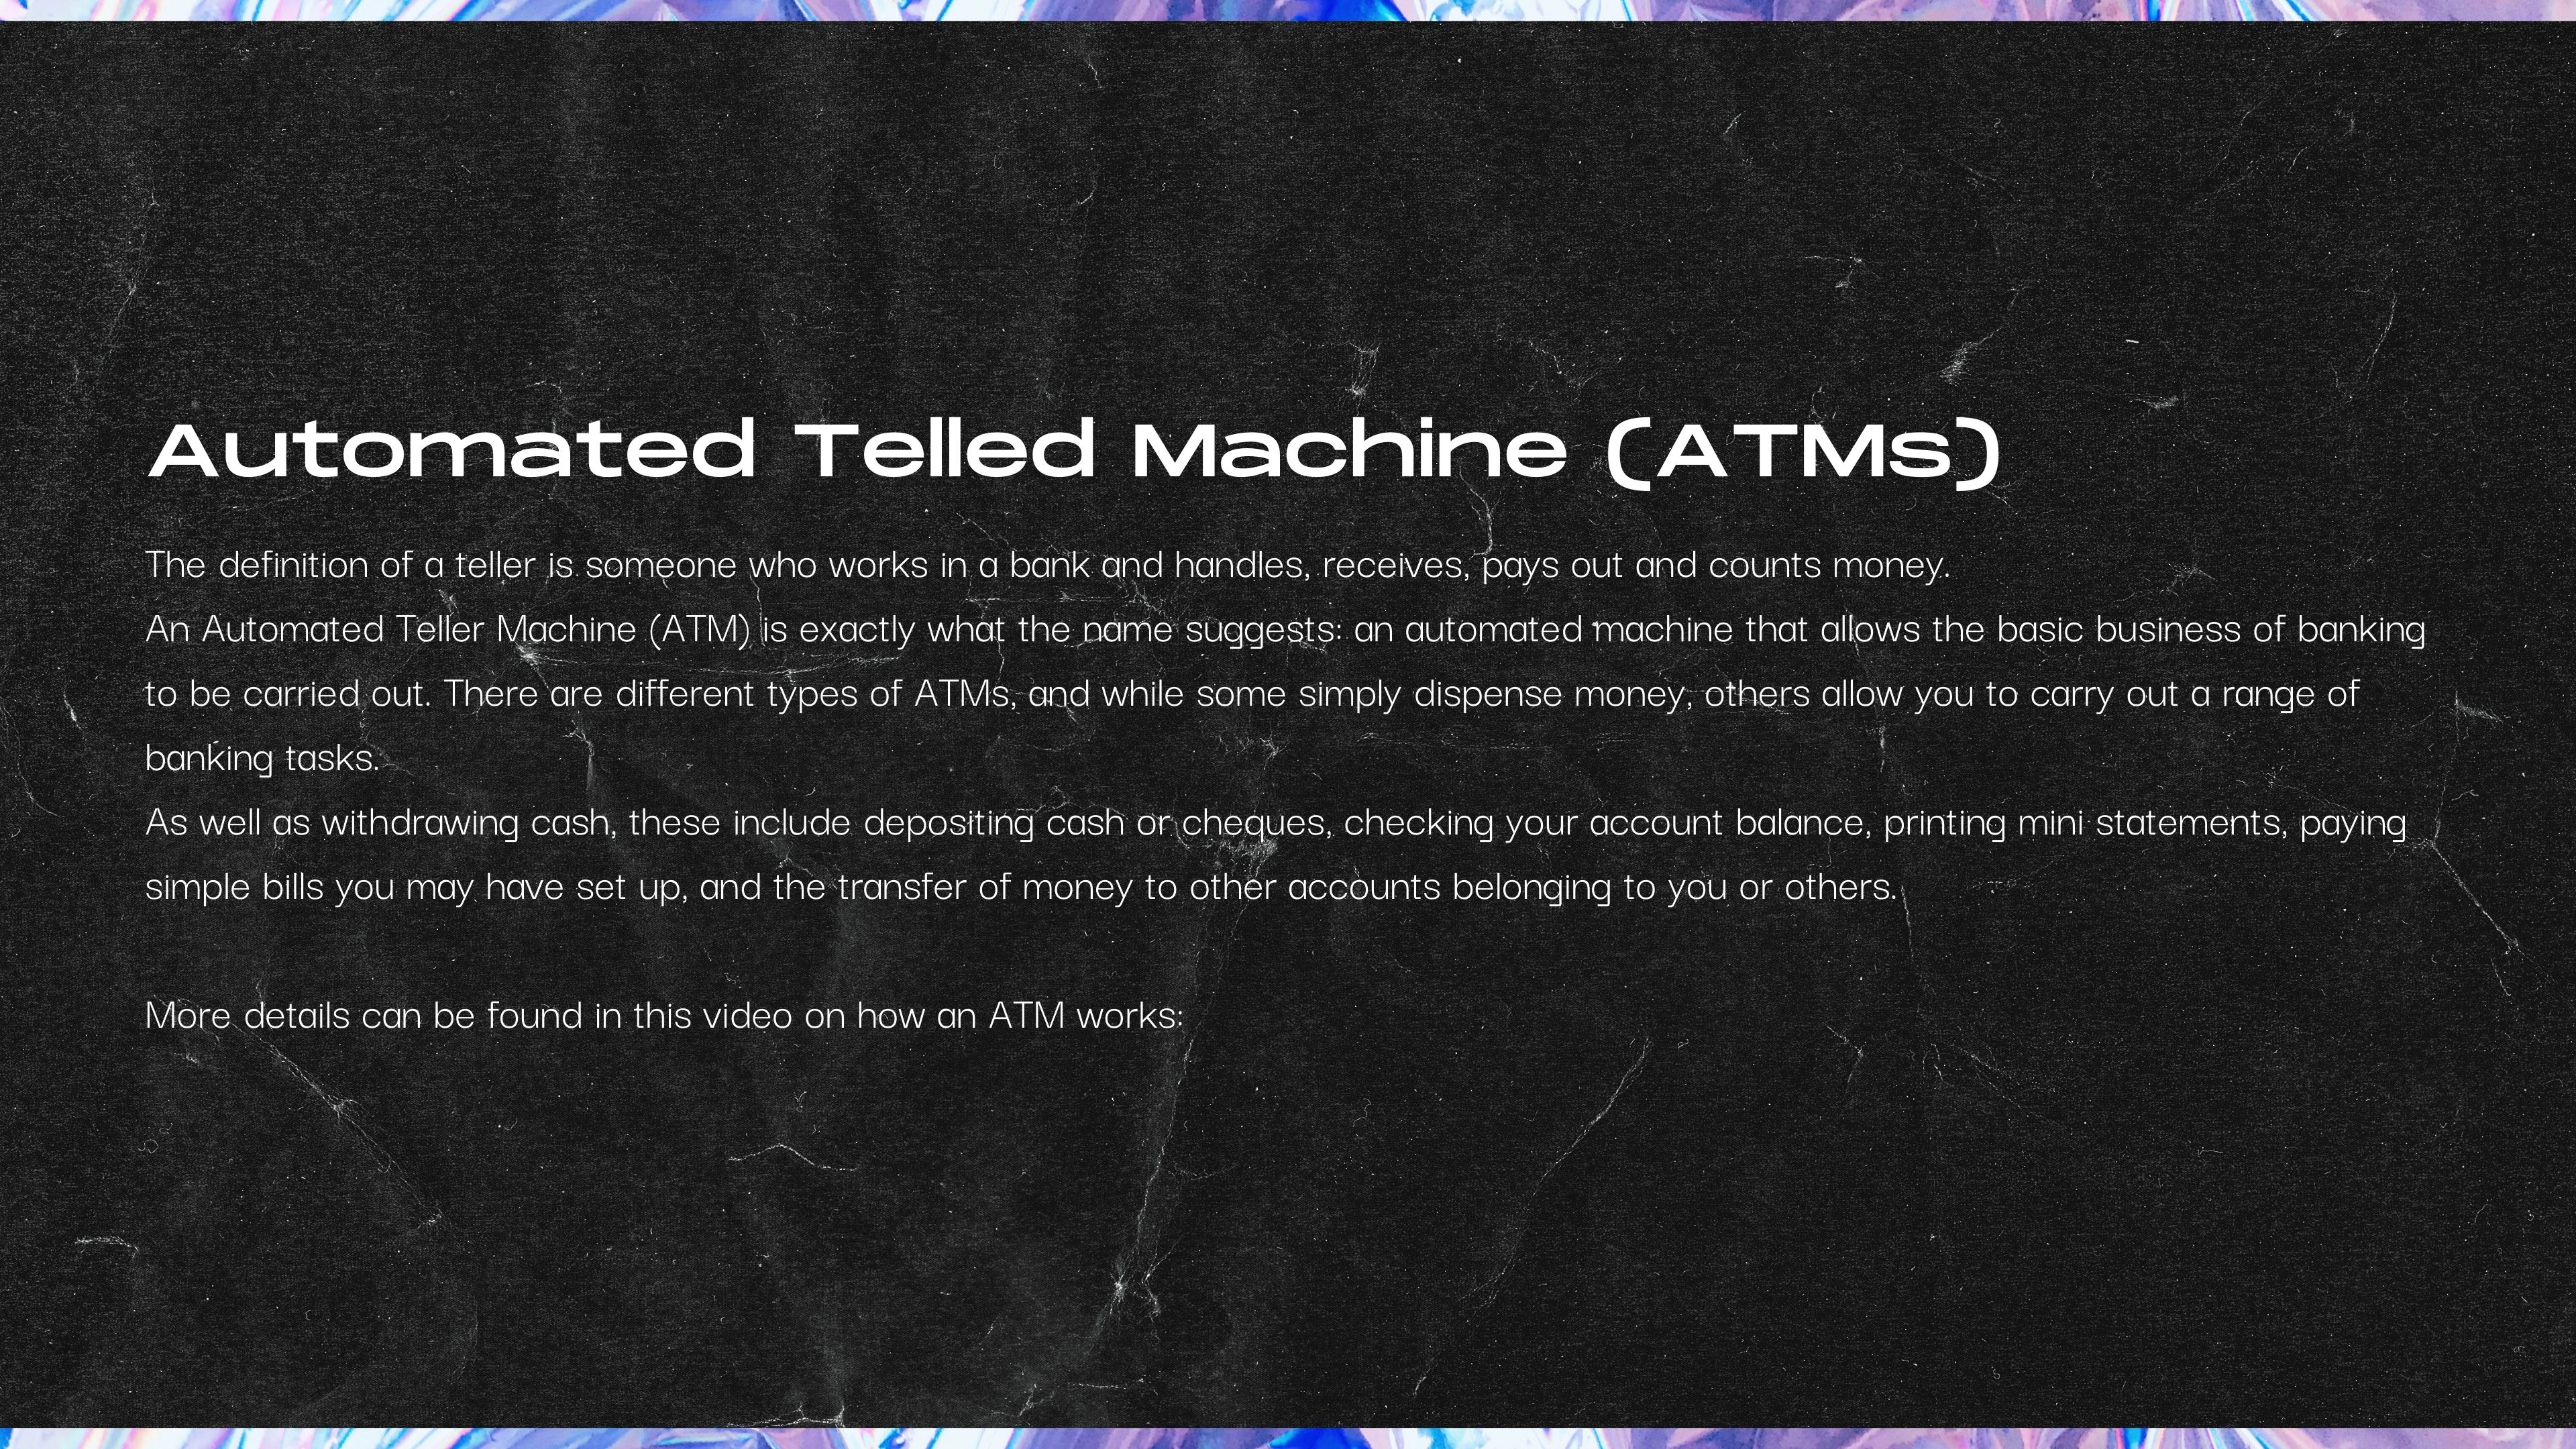 Automated Telled Machine (ATMs)
The definition of a teller is someone who works in a bank and handles, receives, pays out and counts money.
An Automated Teller Machine (ATM) is exactly what the name suggests: an automated machine that allows the basic business of banking
to be carried out. There are different types of ATMs, and while some simply dispense money, others allow you to carry out a range of
banking tasks.
As well as withdrawing cash, these include depositing cash or cheques, checking your account balance, printing mini statements, paying
simple bills you may have set up, and the transfer of money to other accounts belonging to you or others.
More details can be found in this video on how an ATM works: